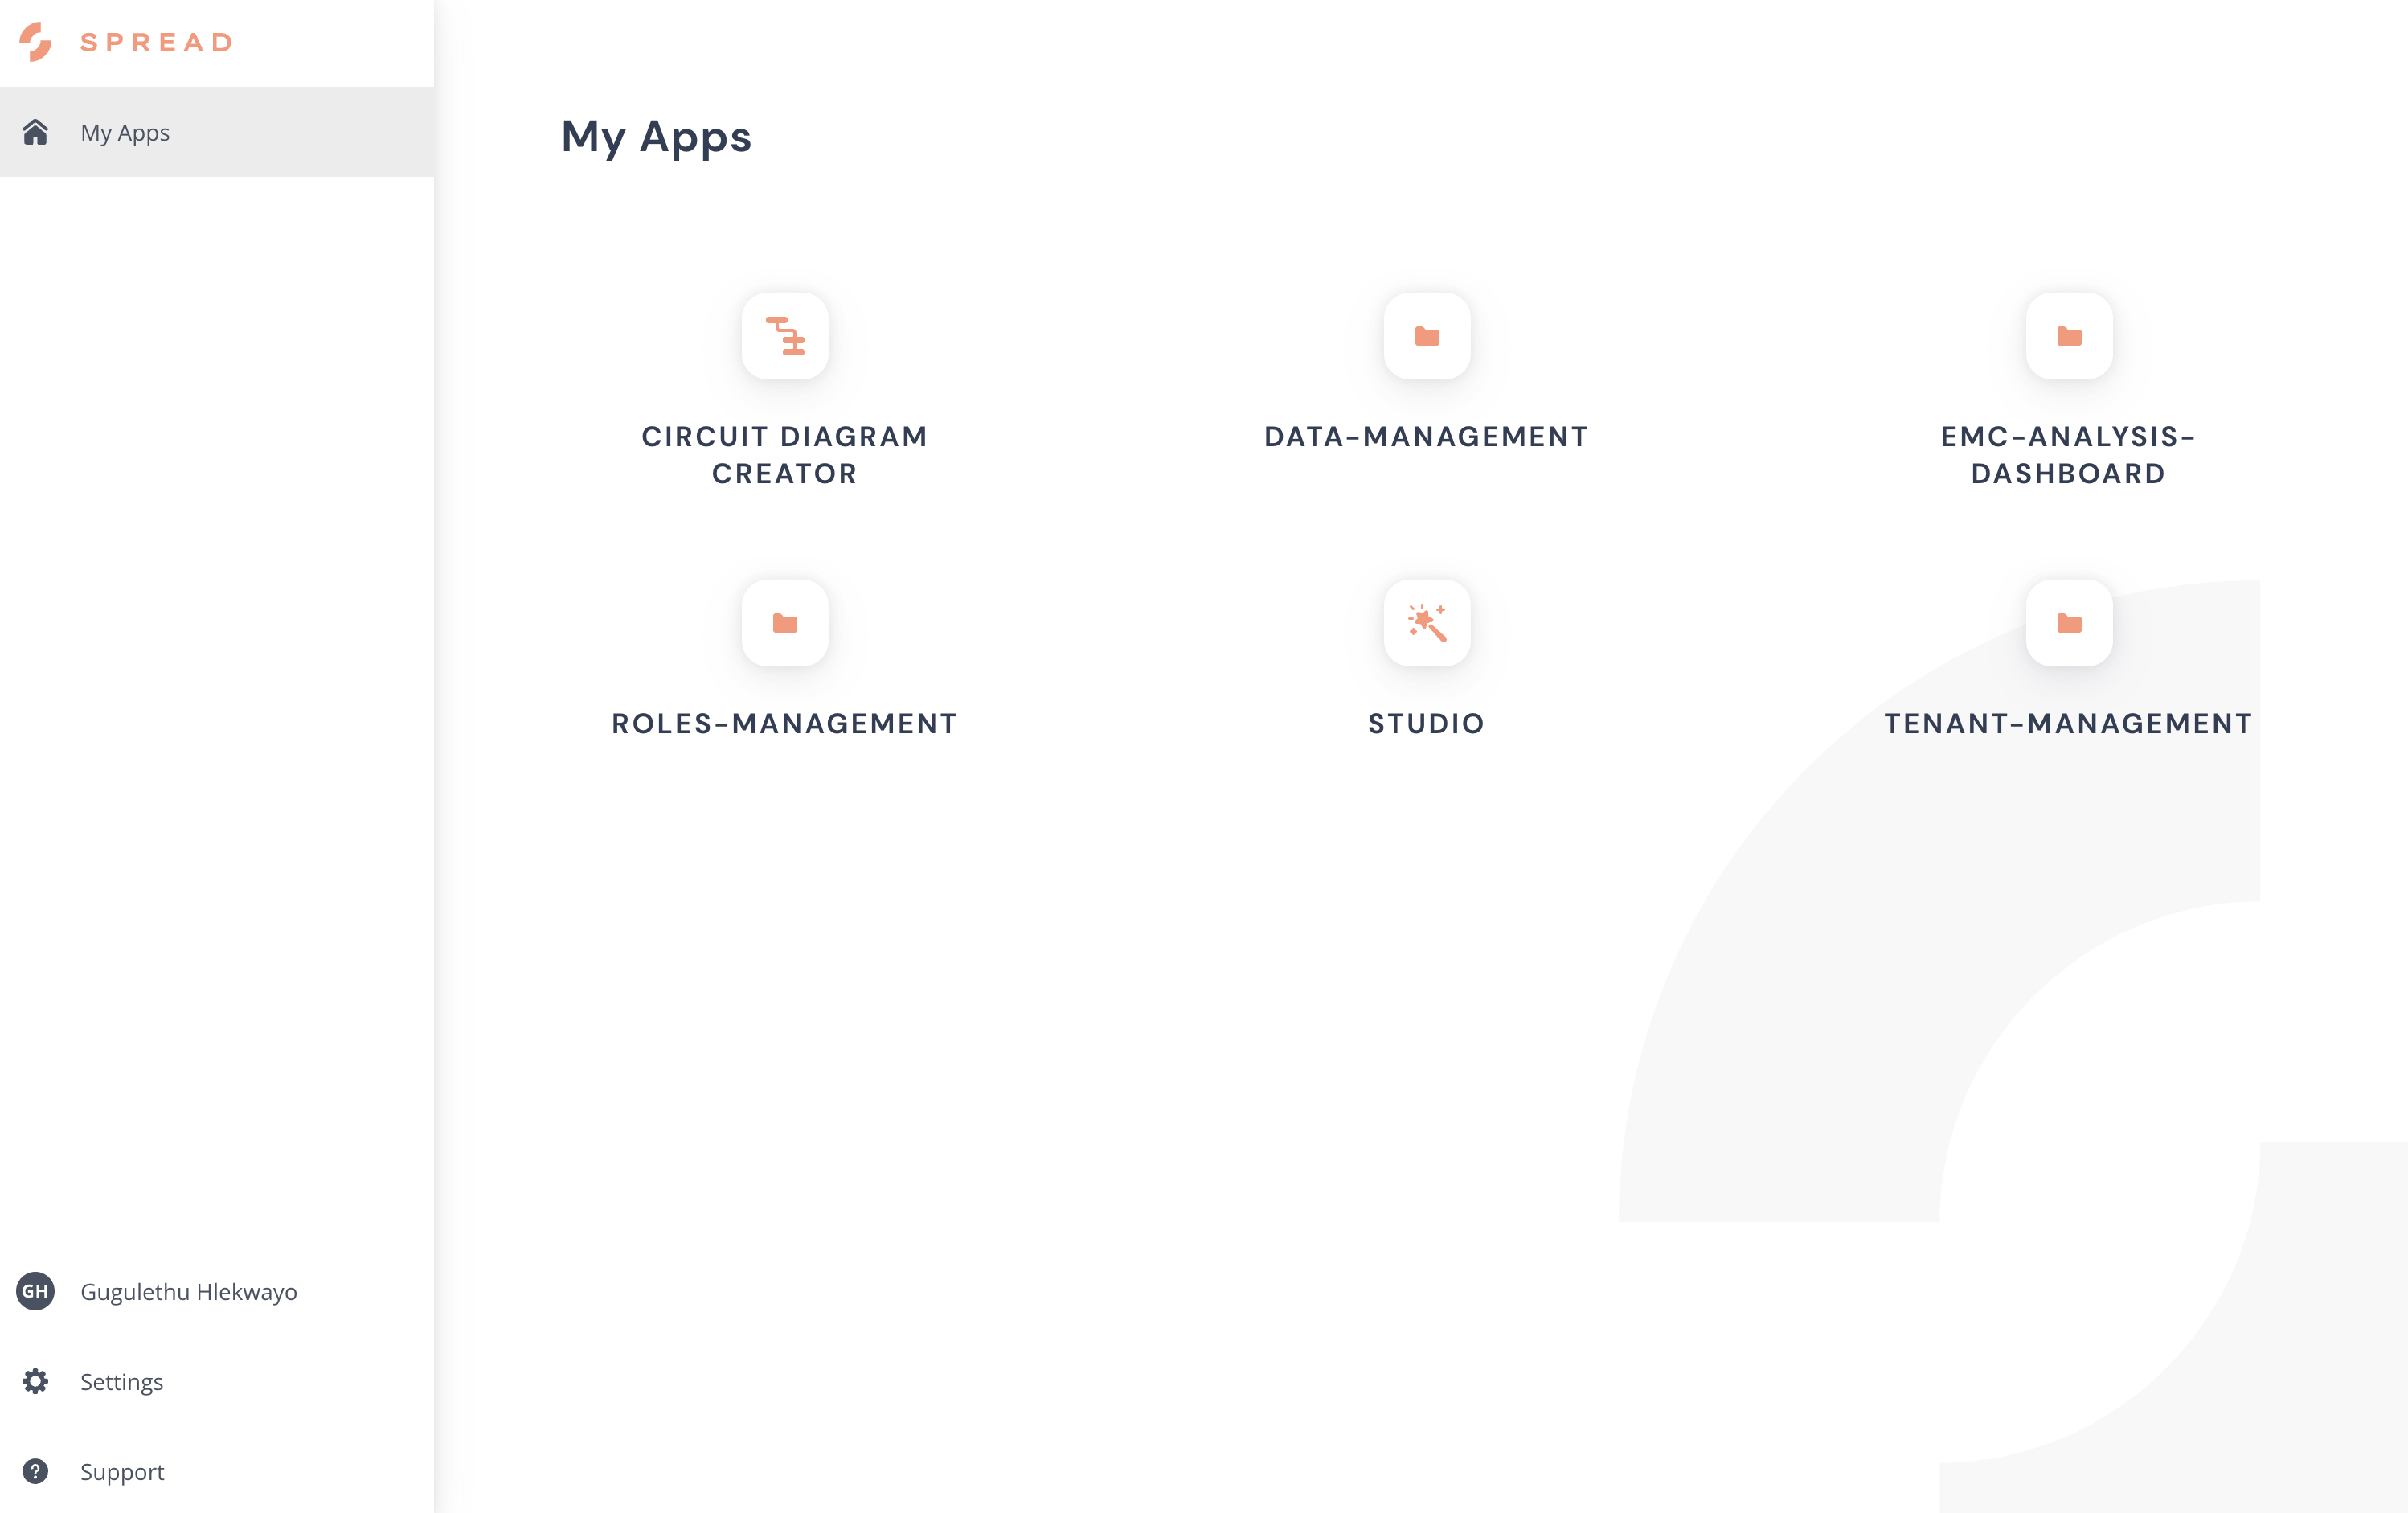 SPREAD
My Apps
My Apps
CIRCUIT DIAGRAM
CREATOR
DATA-MANAGEMENT
EMC-ANALYSIS-
DASHBOARD
ROLES-MANAGEMENT
STUDIO
TENANT-MANAGEMENT
GH
Gugulethu Hlekwayo
Settings
?
Support